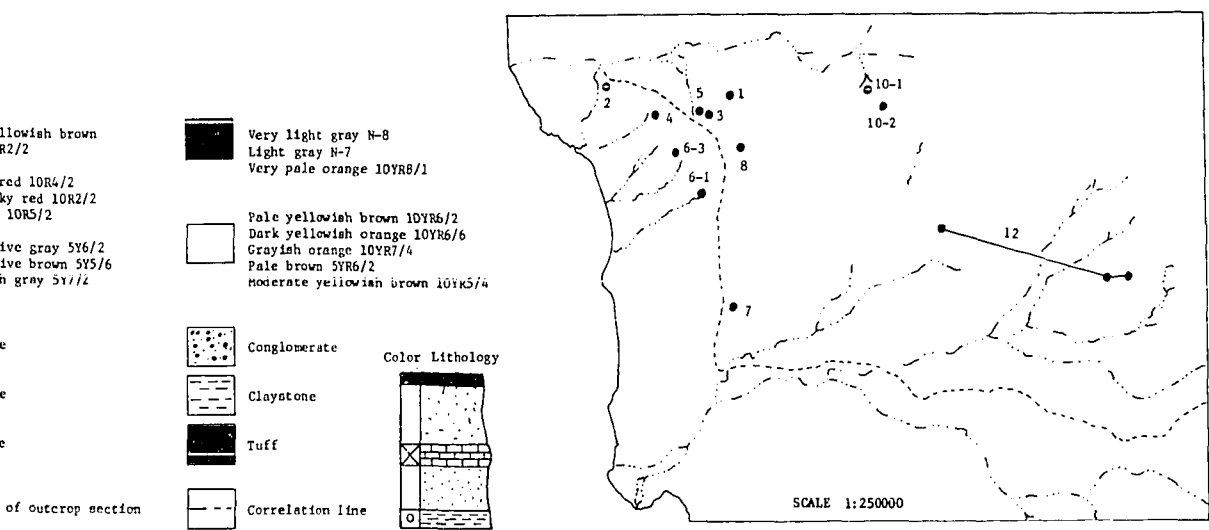 llowish brown
R2/2
red 10R4/2
ky red 10R2/2
10R5/2
ive gray 5Y6/2
ive brown 5Y5/6
h gray 5Y7/2
e
e
e
of outcrop section
Very light gray N-8
Light gray N-7
Very pale orange 10YR8/1
Pale yellowish brown 10YR6/2
Dark yellowish orange 10YR6/6
Grayish orange 10YR7/4
Pale brown 5YR6/2
Moderate yellowish brown 10YR5/4
Conglomerate
Claystone
Tuff
Correlation line
Color Lithology
2
5
1
4
3
10-1
10-2
6-3
8
6-1
12
7
SCALE 1:250000